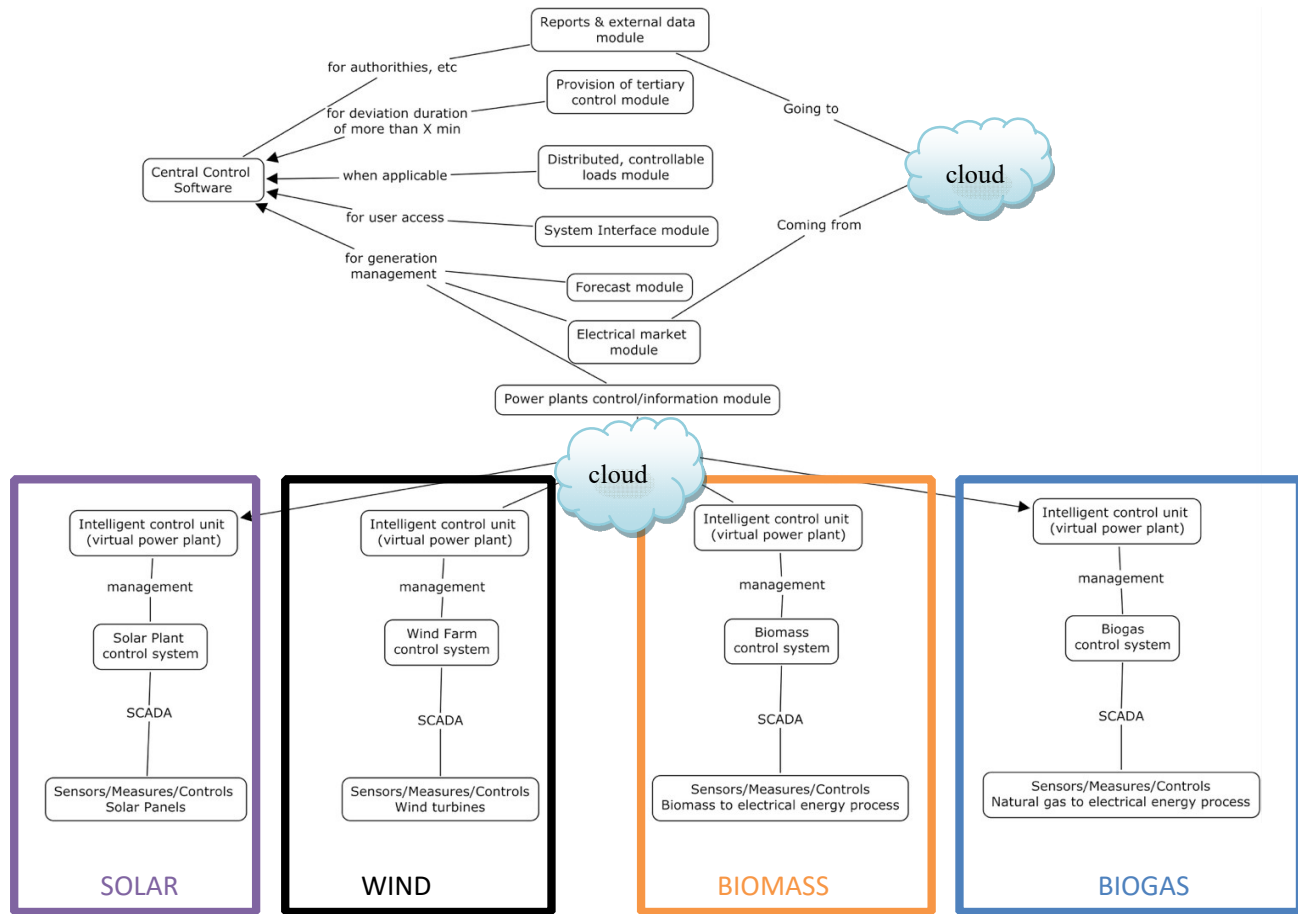 Reports & external data
module
for authorithies, etc
Provision of tertiary
control module
Going to
for deviation duration
of more than X min
Central Control
Software
when applicable
Distributed, controllable
loads module
cloud
for user access
System Interface module
Coming from
for generation
management
Forecast module
Electrical market
module
Power plants control/information module
cloud
Intelligent control unit
(virtual power plant)
management
Solar Plant
control system
SCADA
Sensors/Measures/Controls
Solar Panels
SOLAR
Intelligent control unit
(virtual power plant)
management
Wind Farm
control system
SCADA
Sensors/Measures/Controls
Wind turbines
WIND
Intelligent control unit
(virtual power plant)
management
Biomass
control system
SCADA
Sensors/Measures/Controls
Biomass to electrical energy process
BIOMASS
Intelligent control unit
(virtual power plant)
management
Biogas
control system
SCADA
Sensors/Measures/Controls
Natural gas to electrical energy process
BIOGAS